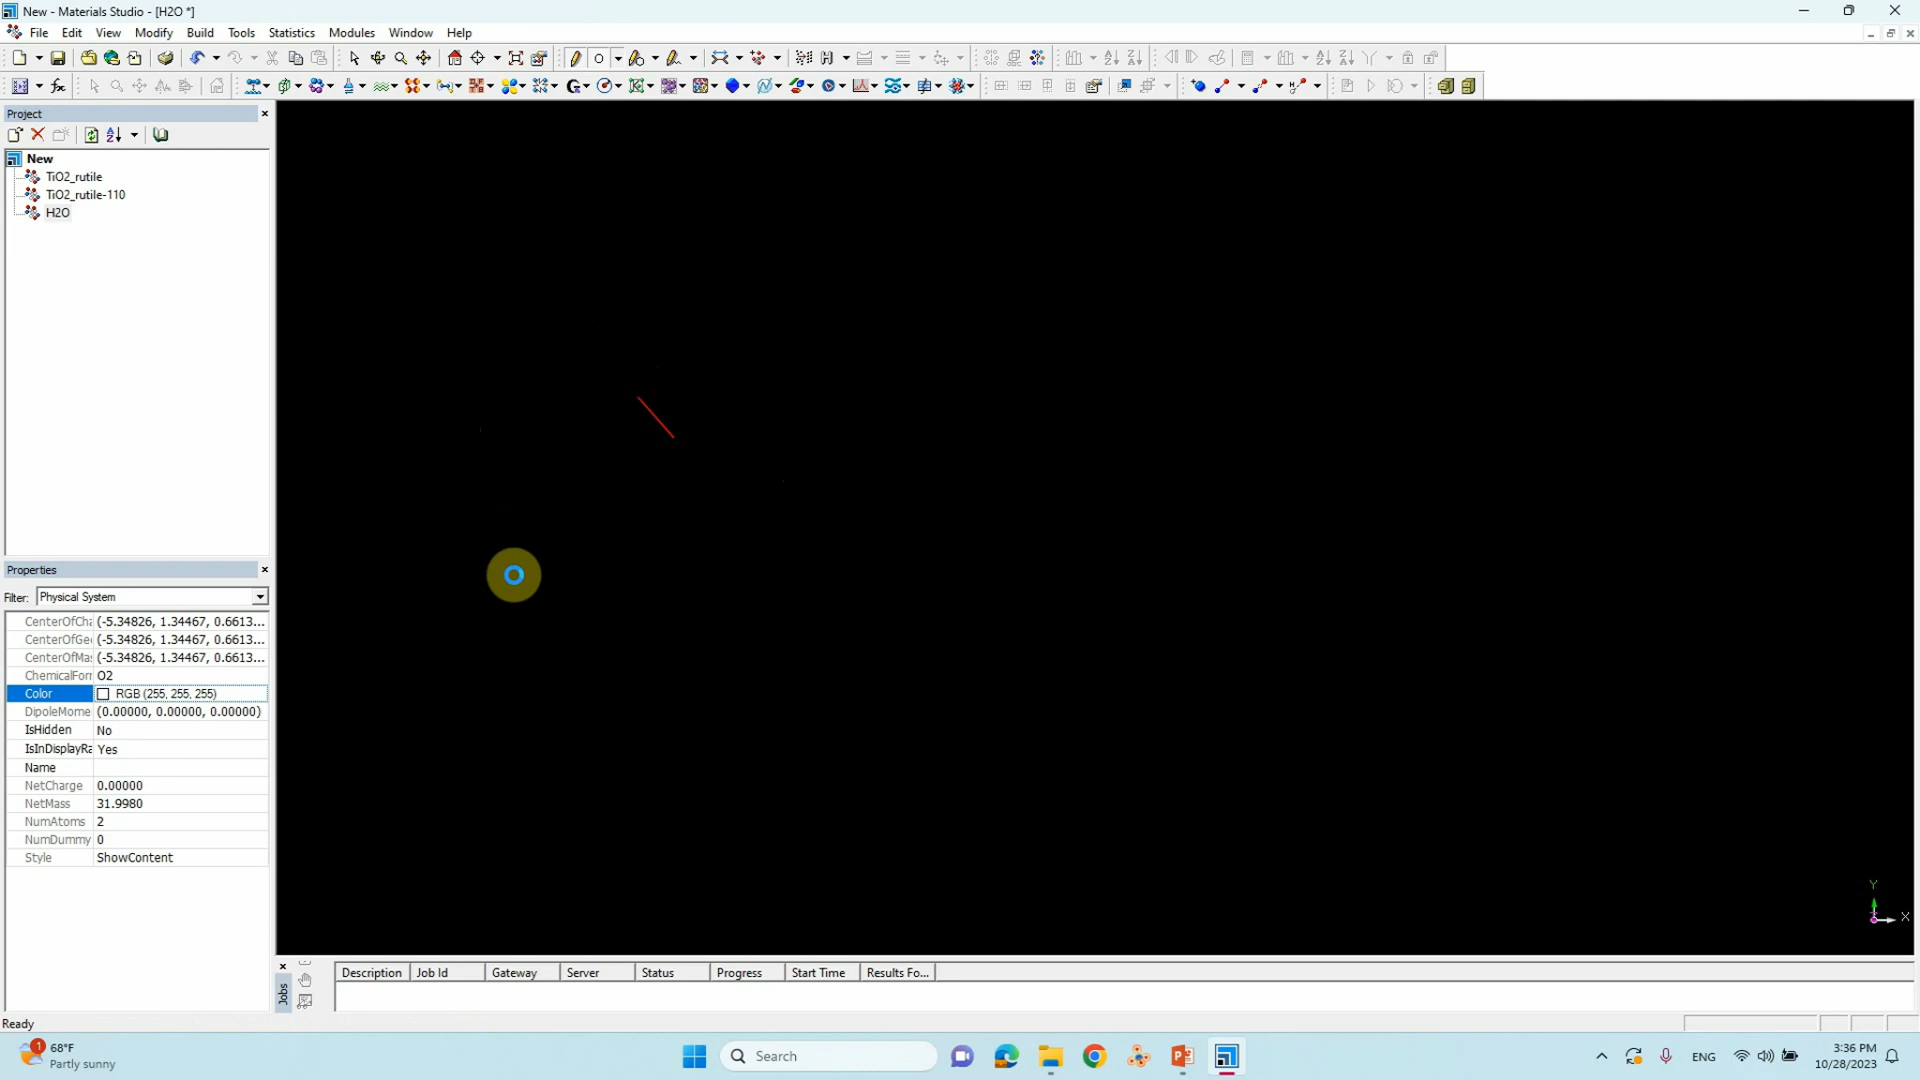 New - Materials Studio - [H2O *]
File Edit View Modify Build Tools Statistics Modules Window Help
Project
New
TiO2_rutile
TiO2_rutile-110
H2O
Properties
Filter: Physical System
CenterOfCha (-5.34826, 1.34467, 0.6613...
CenterOfGe (-5.34826, 1.34467, 0.6613...
CenterOfMa (-5.34826, 1.34467, 0.6613...
ChemicalForm O2
Color RGB (255, 255, 255)
DipoleMome (0.00000, 0.00000, 0.00000)
IsHidden No
IsInDisplayRa Yes
Name
NetCharge 0.00000
NetMass 31.9980
NumAtoms 2
NumDummy 0
Style ShowContent
Y
X
Jobs
Description Job Id Gateway Server Status Progress Start Time Results Fo...
Ready
1
68°F
Partly sunny
Search
ENG
3:36 PM
10/28/2023